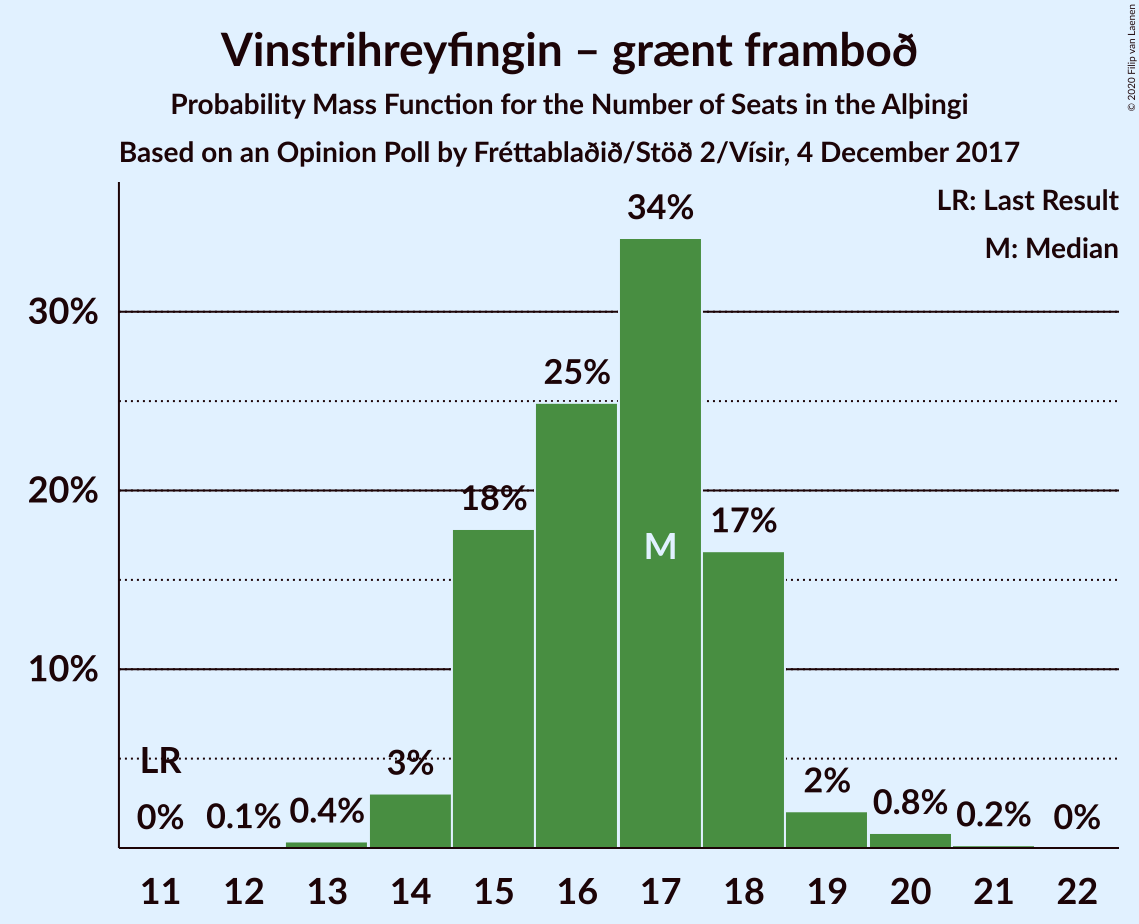 Vinstrihreyfingin – grænt framboð
Probability Mass Function for the Number of Seats in the Alþingi
Based on an Opinion Poll by Fréttablaðið/Stöð 2/Vísir, 4 December 2017
© 2020 Filip van Laenen
LR: Last Result
M: Median
34%
30%
25%
20%
18%
17%
M
10%
LR
3%
2%
0%
0.1%
0.4%
0.8%
0.2%
0%
11 12 13 14 15 16 17 18 19 20 21 22